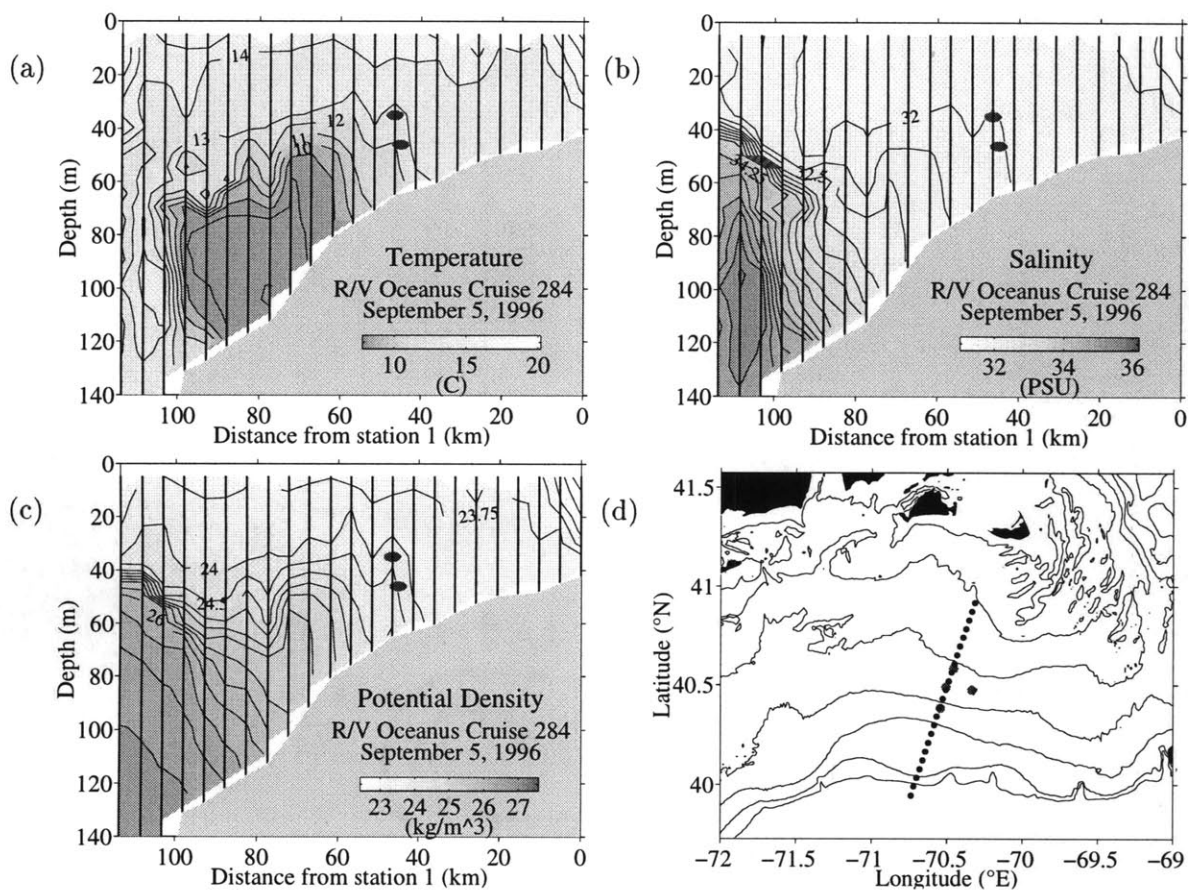 (a)
0
20
40
60
80
100
120
140
Depth (m)
14
13
12
11
10
Temperature
R/V Oceanus Cruise 284
September 5, 1996
10 15 20
(C)
100 80 60 40 20 0
Distance from station 1 (km)
(b)
0
20
40
60
80
100
120
140
Depth (m)
32
32.5
34.25
Salinity
R/V Oceanus Cruise 284
September 5, 1996
32 34 36
(PSU)
100 80 60 40 20 0
Distance from station 1 (km)
(c)
0
20
40
60
80
100
120
140
Depth (m)
23.75
24
24.5
26
Potential Density
R/V Oceanus Cruise 284
September 5, 1996
23 24 25 26 27
(kg/m^3)
100 80 60 40 20 0
Distance from station 1 (km)
(d)
41.5
41
40.5
40
Latitude (°N)
−72 −71.5 −71 −70.5 −70 −69.5 −69
Longitude (°E)